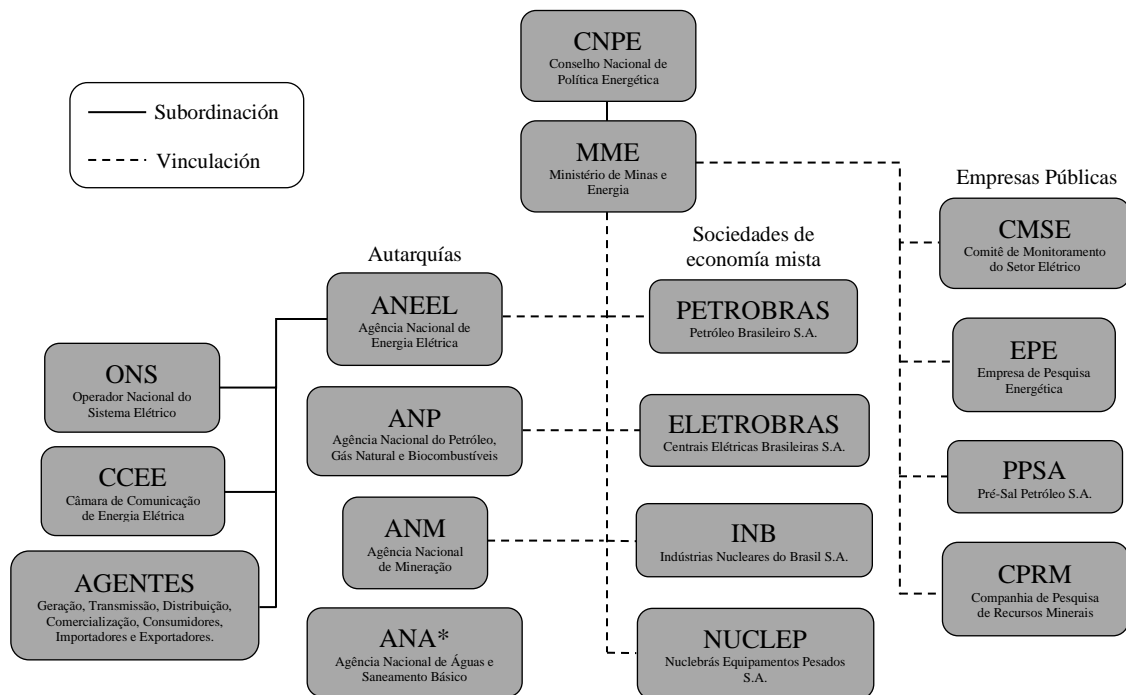 CNPE
Conselho Nacional de
Política Energética
Subordinación
Vinculación
MME
Ministério de Minas e
Energia
Autarquías
ANEEL
Agência Nacional de
Energia Elétrica
ONS
Operador Nacional do
Sistema Elétrico
ANP
Agência Nacional do Petróleo,
Gás Natural e Biocombustíveis
CCEE
Câmara de Comunicação
de Energia Elétrica
ANM
Agência Nacional
de Mineração
AGENTES
Geração, Transmissão, Distribuição,
Comercialização, Consumidores,
Importadores e Exportadores.
ANA*
Agência Nacional de Águas e
Saneamento Básico
Sociedades de
economía mista
PETROBRAS
Petróleo Brasileiro S.A.
ELETROBRAS
Centrais Elétricas Brasileiras S.A.
INB
Indústrias Nucleares do Brasil S.A.
NUCLEP
Nuclebrás Equipamentos Pesados
S.A.
Empresas Públicas
CMSE
Comitê de Monitoramento
do Setor Elétrico
EPE
Empresa de Pesquisa
Energética
PPSA
Pré-Sal Petróleo S.A.
CPRM
Companhia de Pesquisa
de Recursos Minerais